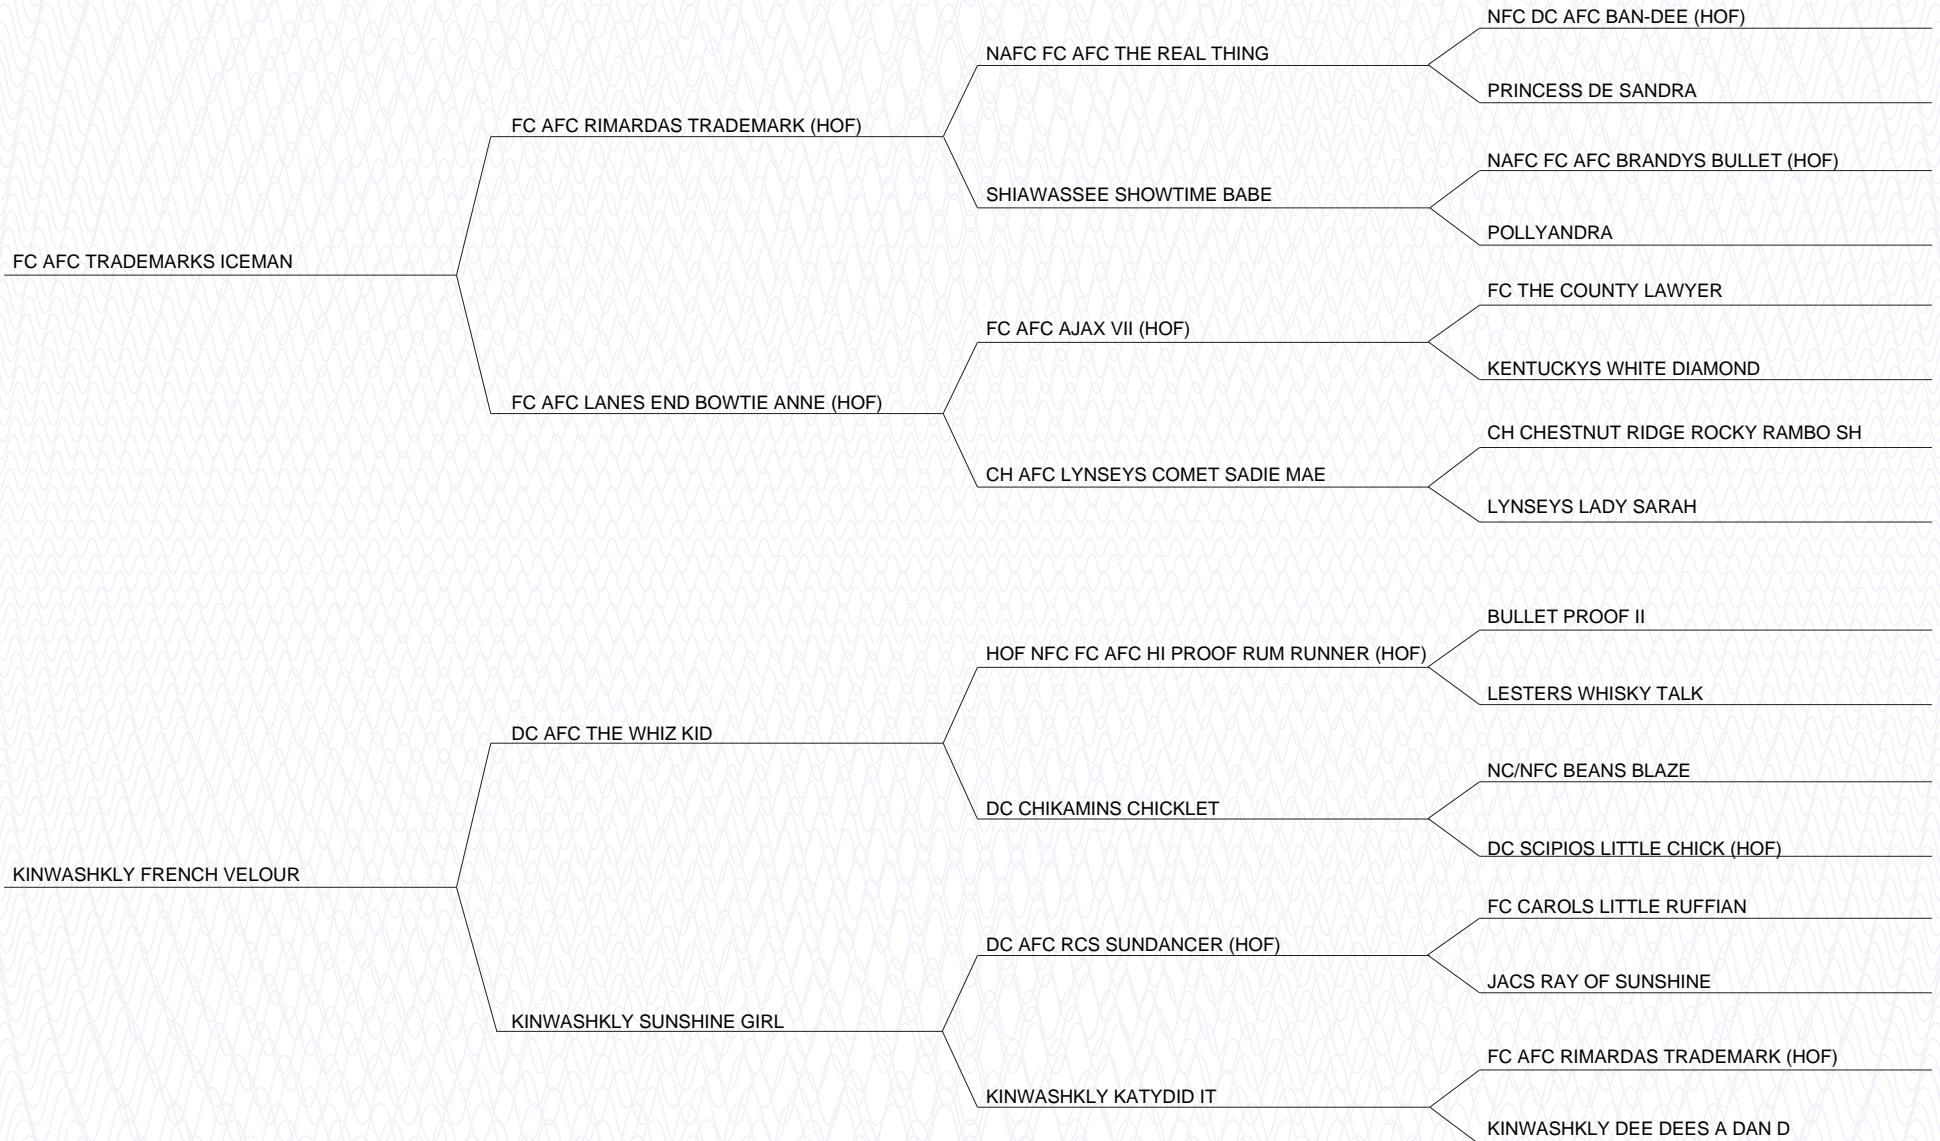 NFC DC AFC BAN-DEE (HOF)
NAFC FC AFC THE REAL THING
PRINCESS DE SANDRA
FC AFC RIMARDAS TRADEMARK (HOF)
NAFC FC AFC BRANDYS BULLET (HOF)
SHIAWASSEE SHOWTIME BABE
POLLYANDRA
FC AFC TRADEMARKS ICEMAN
FC THE COUNTY LAWYER
FC AFC AJAX VII (HOF)
KENTUCKYS WHITE DIAMOND
FC AFC LANES END BOWTIE ANNE (HOF)
CH CHESTNUT RIDGE ROCKY RAMBO SH
CH AFC LYNSEYS COMET SADIE MAE
LYNSEYS LADY SARAH
BULLET PROOF II
HOF NFC FC AFC HI PROOF RUM RUNNER (HOF)
LESTERS WHISKY TALK
DC AFC THE WHIZ KID
NC/NFC BEANS BLAZE
DC CHIKAMINS CHICKLET
DC SCIPIOS LITTLE CHICK (HOF)
KINWASHKLY FRENCH VELOUR
FC CAROLS LITTLE RUFFIAN
DC AFC RCS SUNDANCER (HOF)
JACS RAY OF SUNSHINE
KINWASHKLY SUNSHINE GIRL
FC AFC RIMARDAS TRADEMARK (HOF)
KINWASHKLY KATYDID IT
KINWASHKLY DEE DEES A DAN D